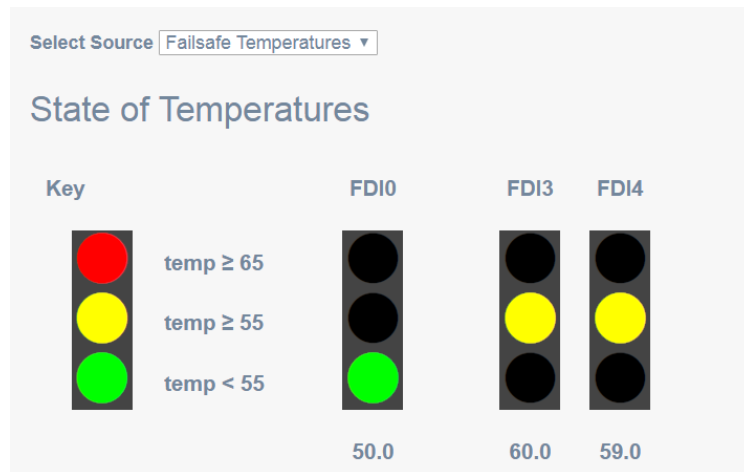 Select Source Failsafe Temperatures ▼
State of Temperatures
Key FDI0 FDI3 FDI4
temp ≥ 65
temp ≥ 55
temp < 55
50.0 60.0 59.0